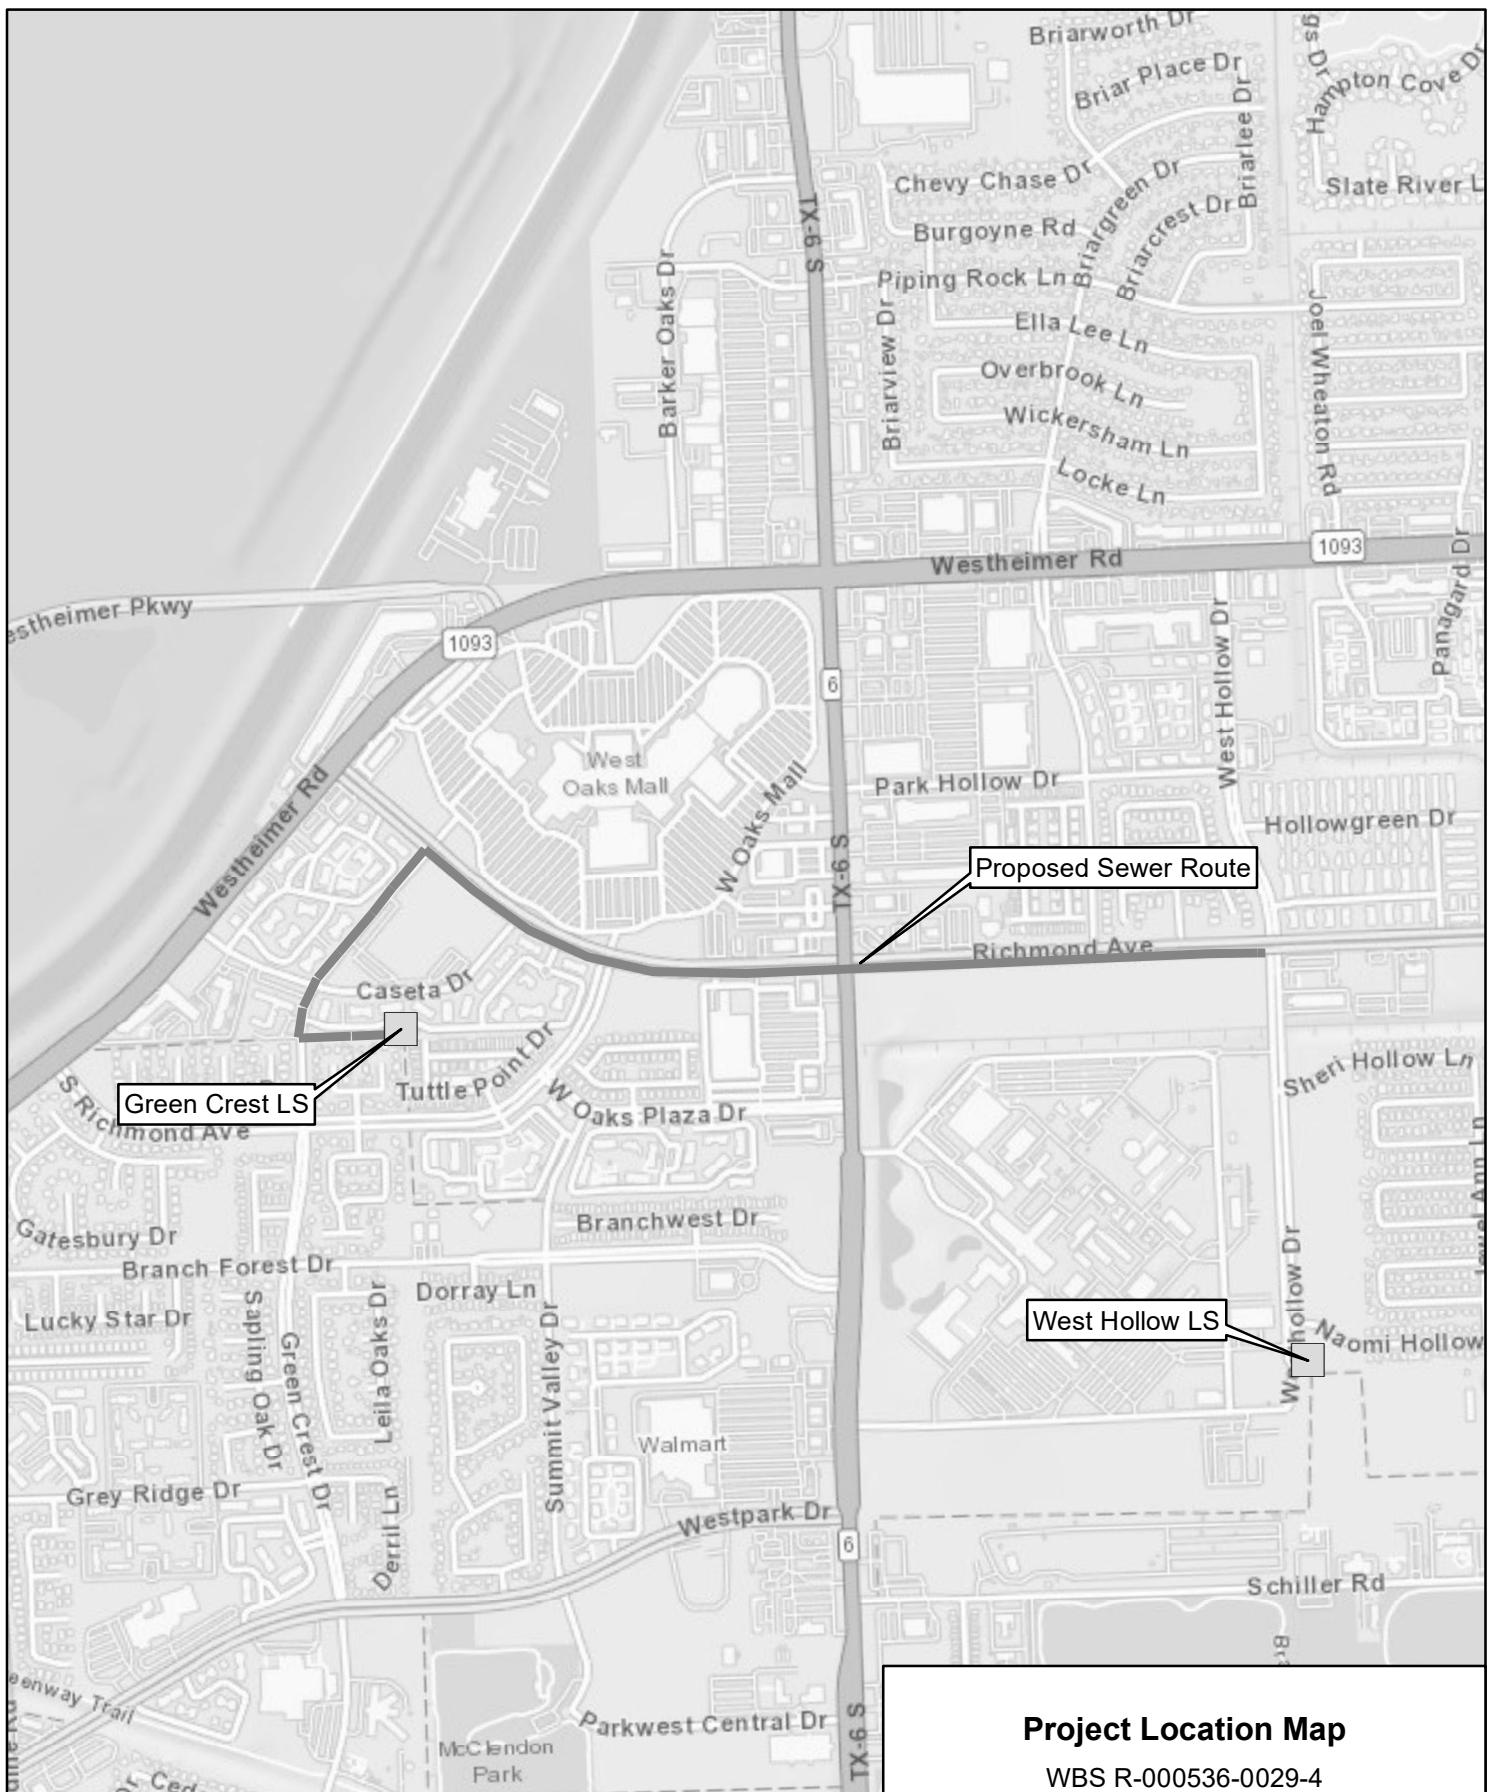 Briarworth Dr
Briar Place Dr
Hampton Cove Dr
gs Dr
Briarlee Dr
Chevy Chase Dr
Slate River L
TX-6 S
Briargreen Dr
Briarcrest Dr
Burgoyne Rd
Piping Rock Ln
Barker Oaks Dr
Briarview Dr
Ella Lee Ln
Joel Wheaton Rd
Overbrook Ln
Wickersham Ln
Locke Ln
Westheimer Rd
1093
Panagard Dr
estheimer Pkwy
1093
6
West Hollow Dr
West
Oaks Mall
Westheimer Rd
W Oaks Mall
Park Hollow Dr
Hollowgreen Dr
TX-6 S
Proposed Sewer Route
Richmond Ave
Caseta Dr
Sheri Hollow Ln
Green Crest LS
Tuttle Point Dr
W Oaks Plaza Dr
S Richmond Ave
Jewel Ann Ln
Gatesbury Dr
Branchwest Dr
Branch Forest Dr
Dorray Ln
Lucky Star Dr
Sapling Oak Dr
Green Crest Dr
Leila Oaks Dr
Summit Valley Dr
West Hollow LS
hollow Dr
W
Naomi Hollow
Walmart
Grey Ridge Dr
Derril Ln
Westpark Dr
6
Schiller Rd
eenway Trail
McClendon
Park
Parkwest Central Dr
TX-6 S
Project Location Map
WBS R-000536-0029-4